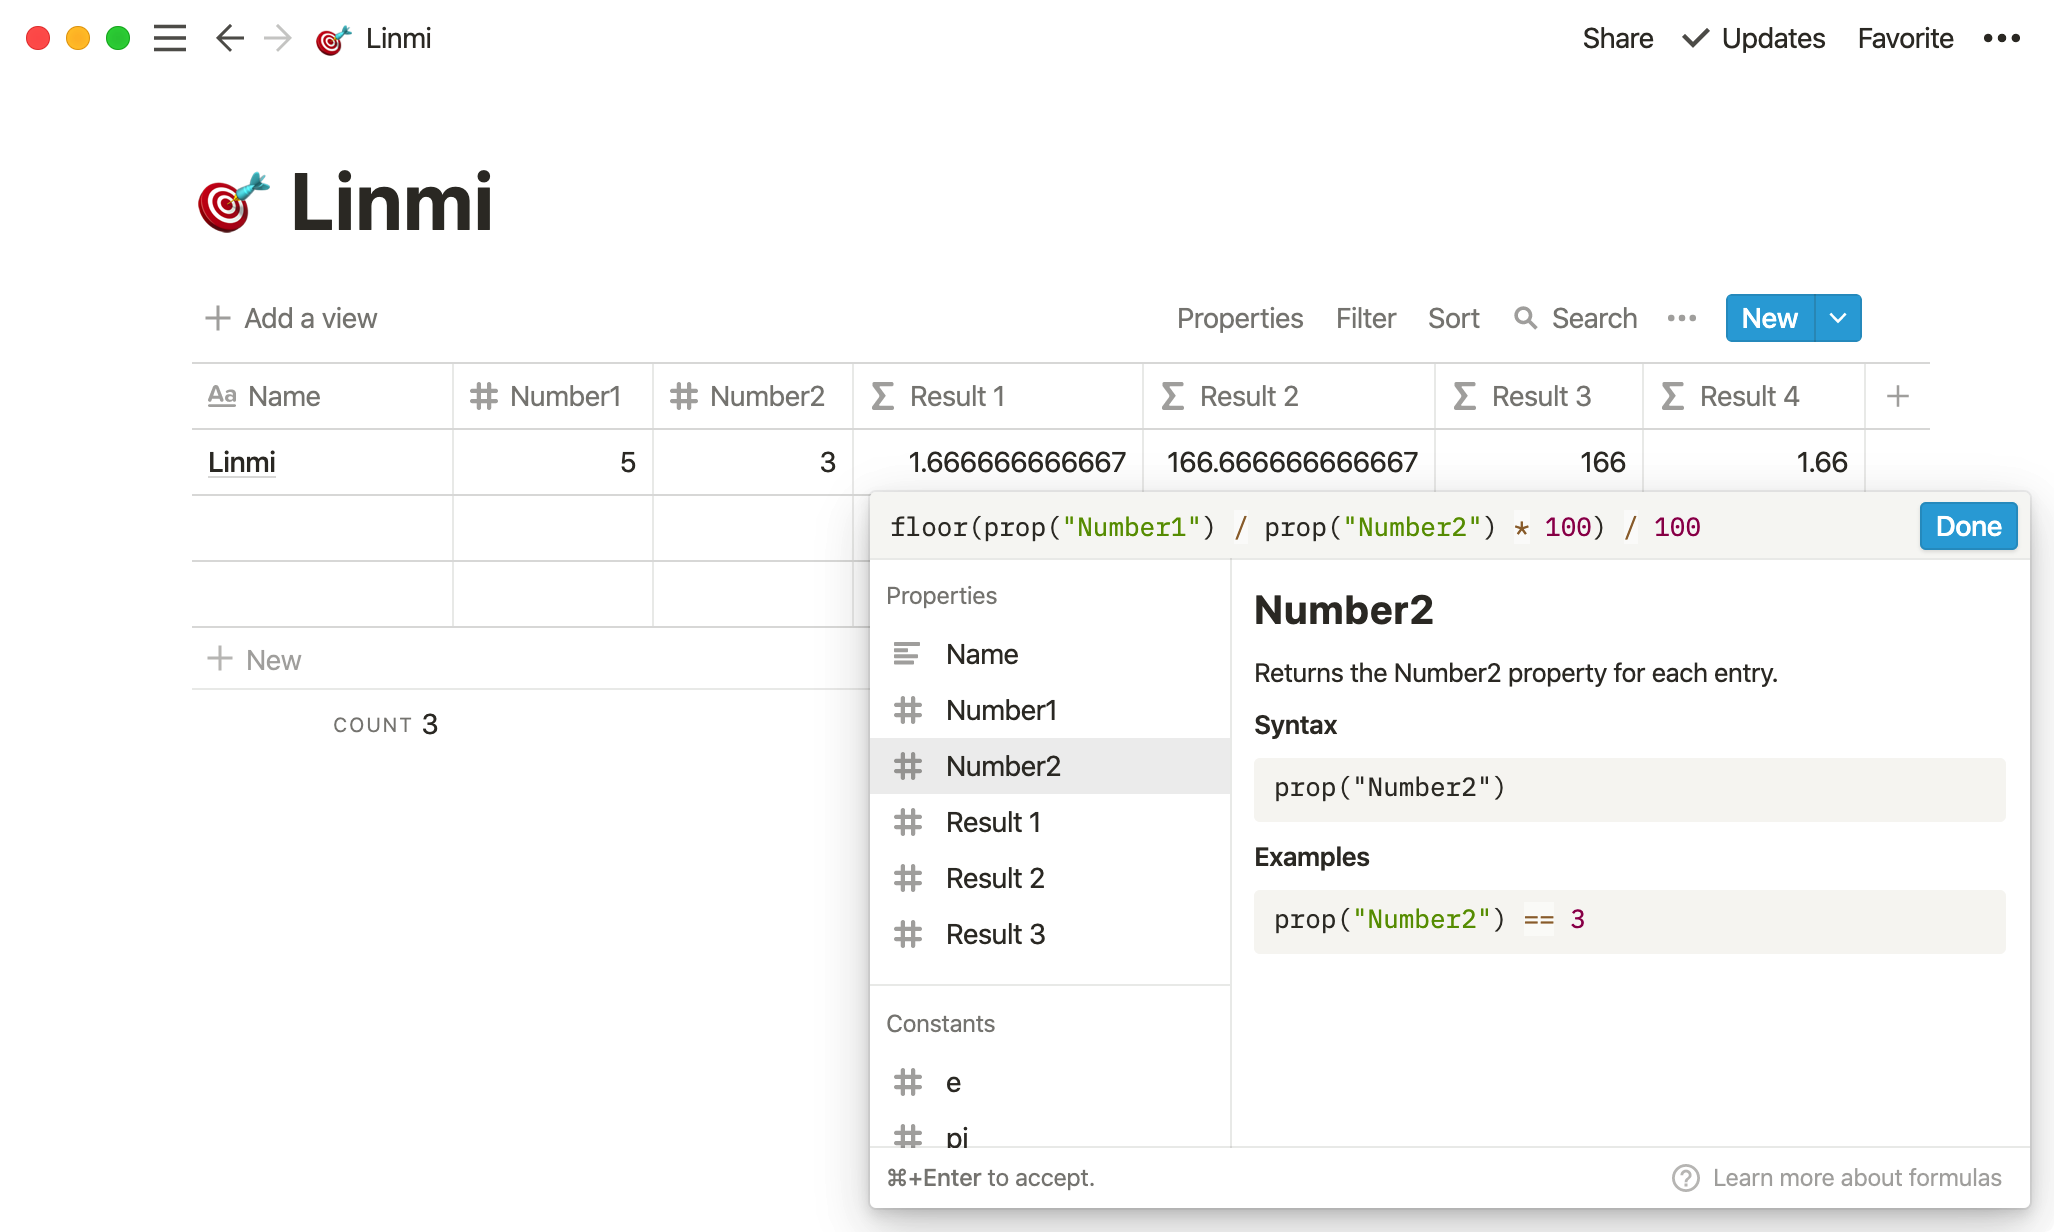 Linmi Share Updates Favorite
Linmi
Add a view Properties Filter Sort Search New
Aa Name Number1 Number2 Result 1 Result 2 Result 3 Result 4
Linmi 5 3 1.666666666667 166.666666666667 166 1.66
floor(prop("Number1") / prop("Number2") * 100) / 100 Done
New
COUNT 3
Properties
Name
Number1
Number2
Result 1
Result 2
Result 3
Constants
e
pi
Number2
Returns the Number2 property for each entry.
Syntax
prop("Number2")
Examples
prop("Number2") == 3
⌘+Enter to accept. Learn more about formulas